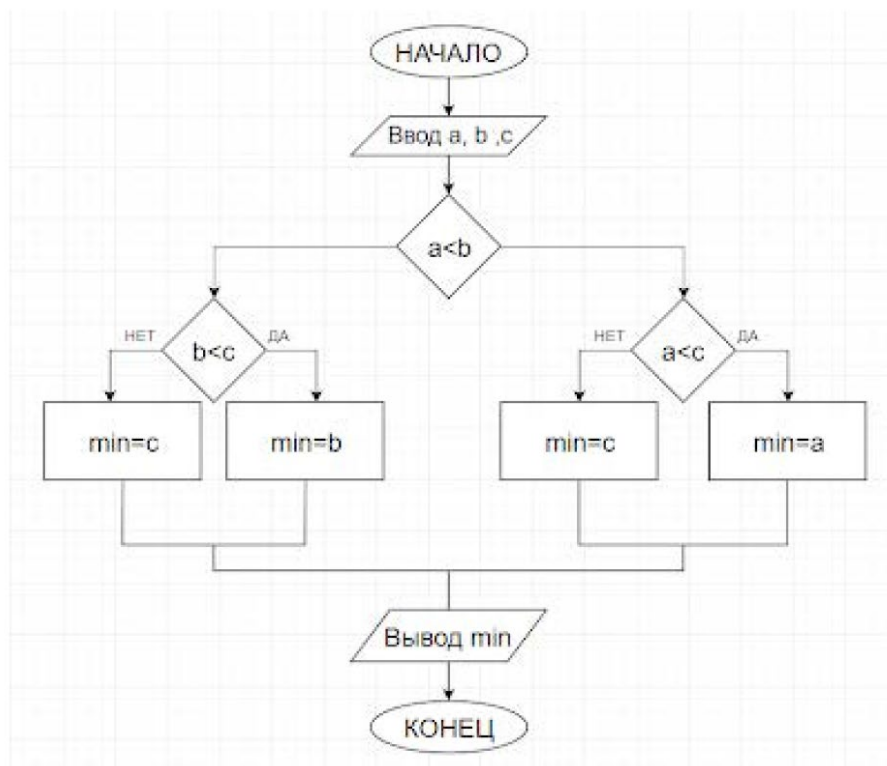 НАЧАЛО
Ввод a, b ,c
a<b
НЕТ
b<c
ДА
НЕТ
a<c
ДА
min=c
min=b
min=c
min=a
Вывод min
КОНЕЦ